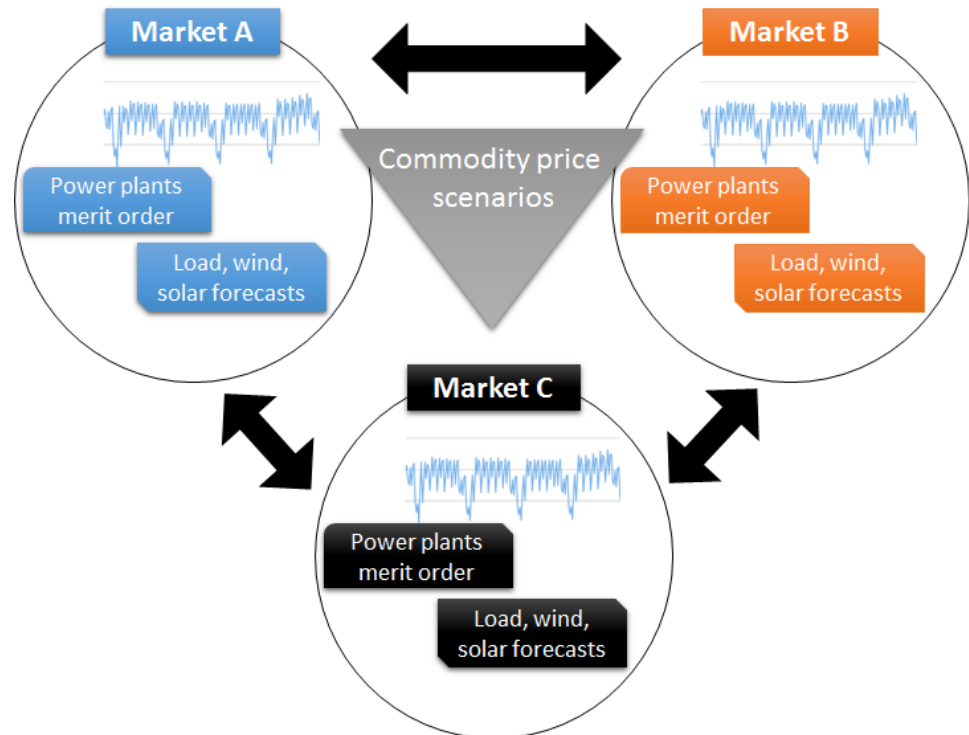 Market A
Market B
Commodity price
scenarios
Power plants
merit order
Load, wind,
solar forecasts
Power plants
merit order
Load, wind,
solar forecasts
Market C
Power plants
merit order
Load, wind,
solar forecasts